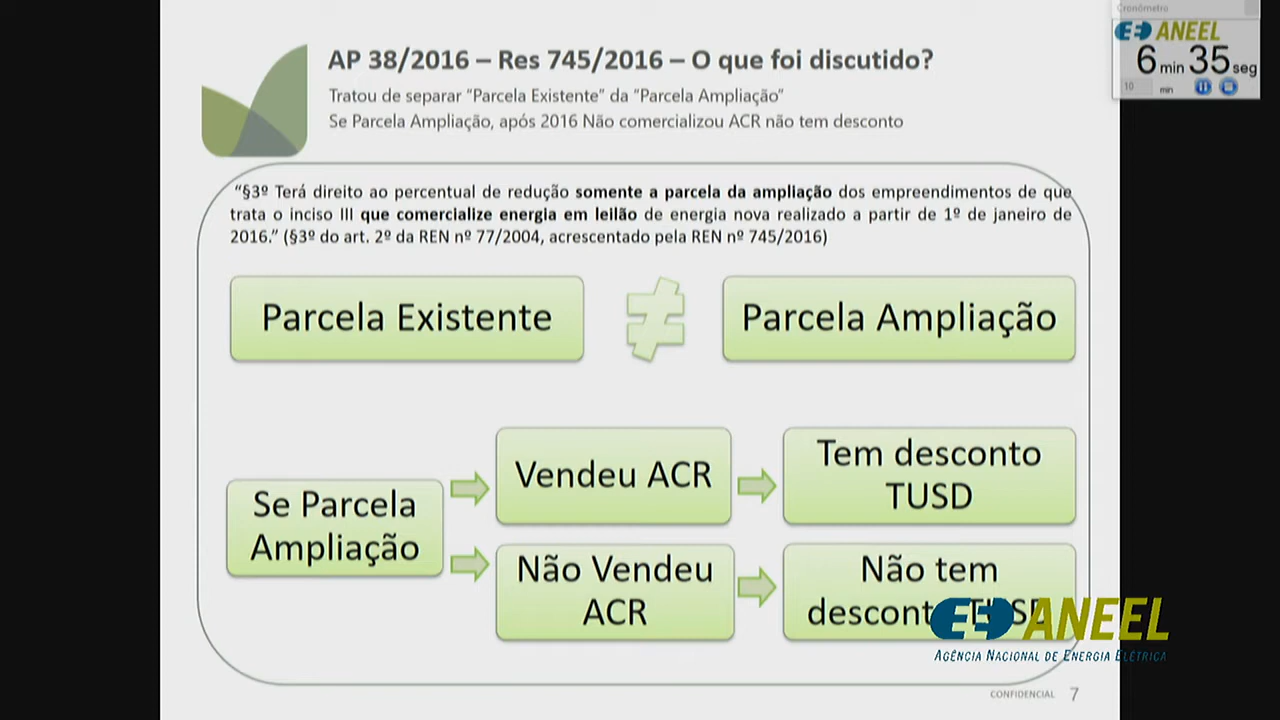 Cronômetro
ANEEL
6 min 35 seg
10 min
AP 38/2016 – Res 745/2016 – O que foi discutido?
Tratou de separar “Parcela Existente” da “Parcela Ampliação”
Se Parcela Ampliação, após 2016 Não comercializou ACR não tem desconto
“§3º Terá direito ao percentual de redução somente a parcela da ampliação dos empreendimentos de que
trata o inciso III que comercialize energia em leilão de energia nova realizado a partir de 1º de janeiro de
2016.” (§3º do art. 2º da REN nº 77/2004, acrescentado pela REN nº 745/2016)
Parcela Existente
≠
Parcela Ampliação
Se Parcela
Ampliação
Vendeu ACR
Tem desconto
TUSD
Não Vendeu
ACR
Não tem
desconto TUSD
ANEEL
AGÊNCIA NACIONAL DE ENERGIA ELÉTRICA
CONFIDENCIAL 7